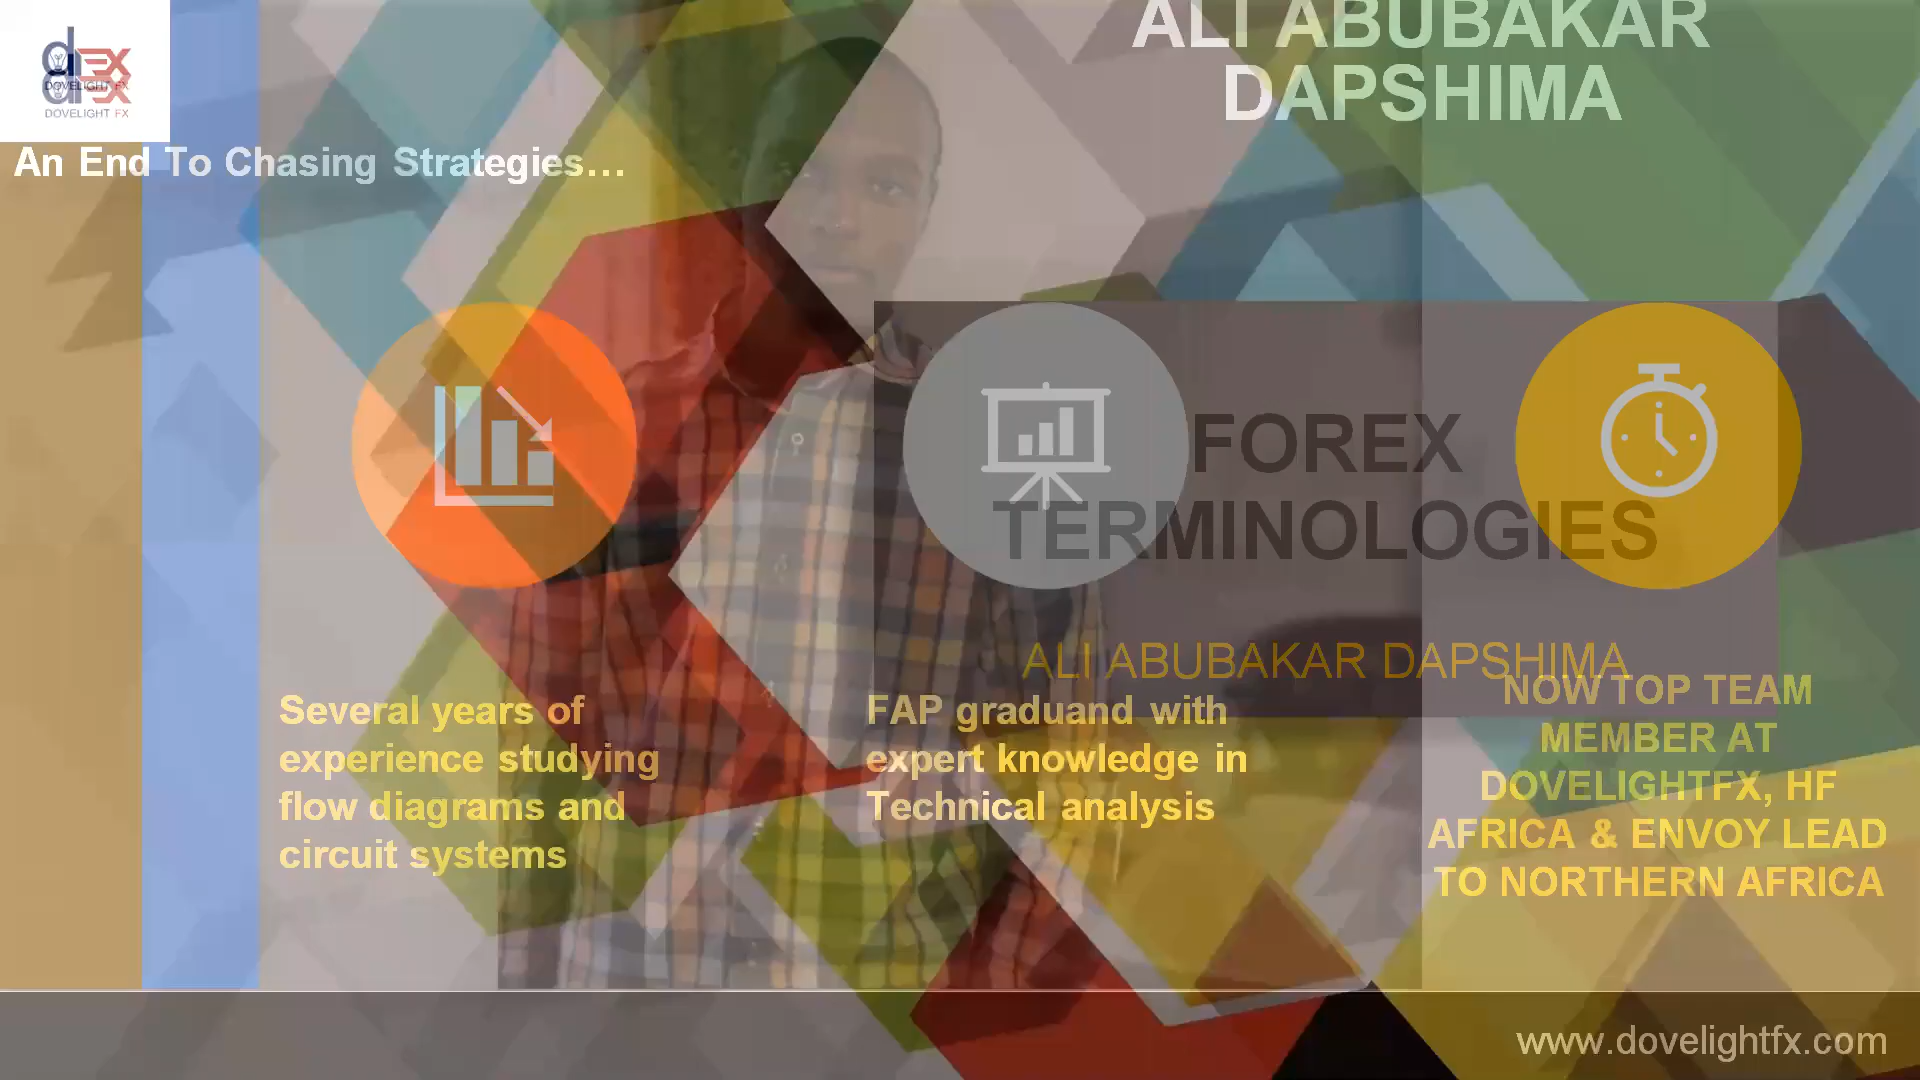 ALI ABUBAKAR
DAPSHIMA
DOVELIGHT FX
DOVELIGHT FX
An End To Chasing Strategies...
FOREX
TERMINOLOGIES
ALI ABUBAKAR DAPSHIMA
Several years of
experience studying
flow diagrams and
circuit systems
FAP graduand with
expert knowledge in
Technical analysis
NOW TOP TEAM
MEMBER AT
DOVELIGHTFX, HF
AFRICA & ENVOY LEAD
TO NORTHERN AFRICA
www.dovelightfx.com